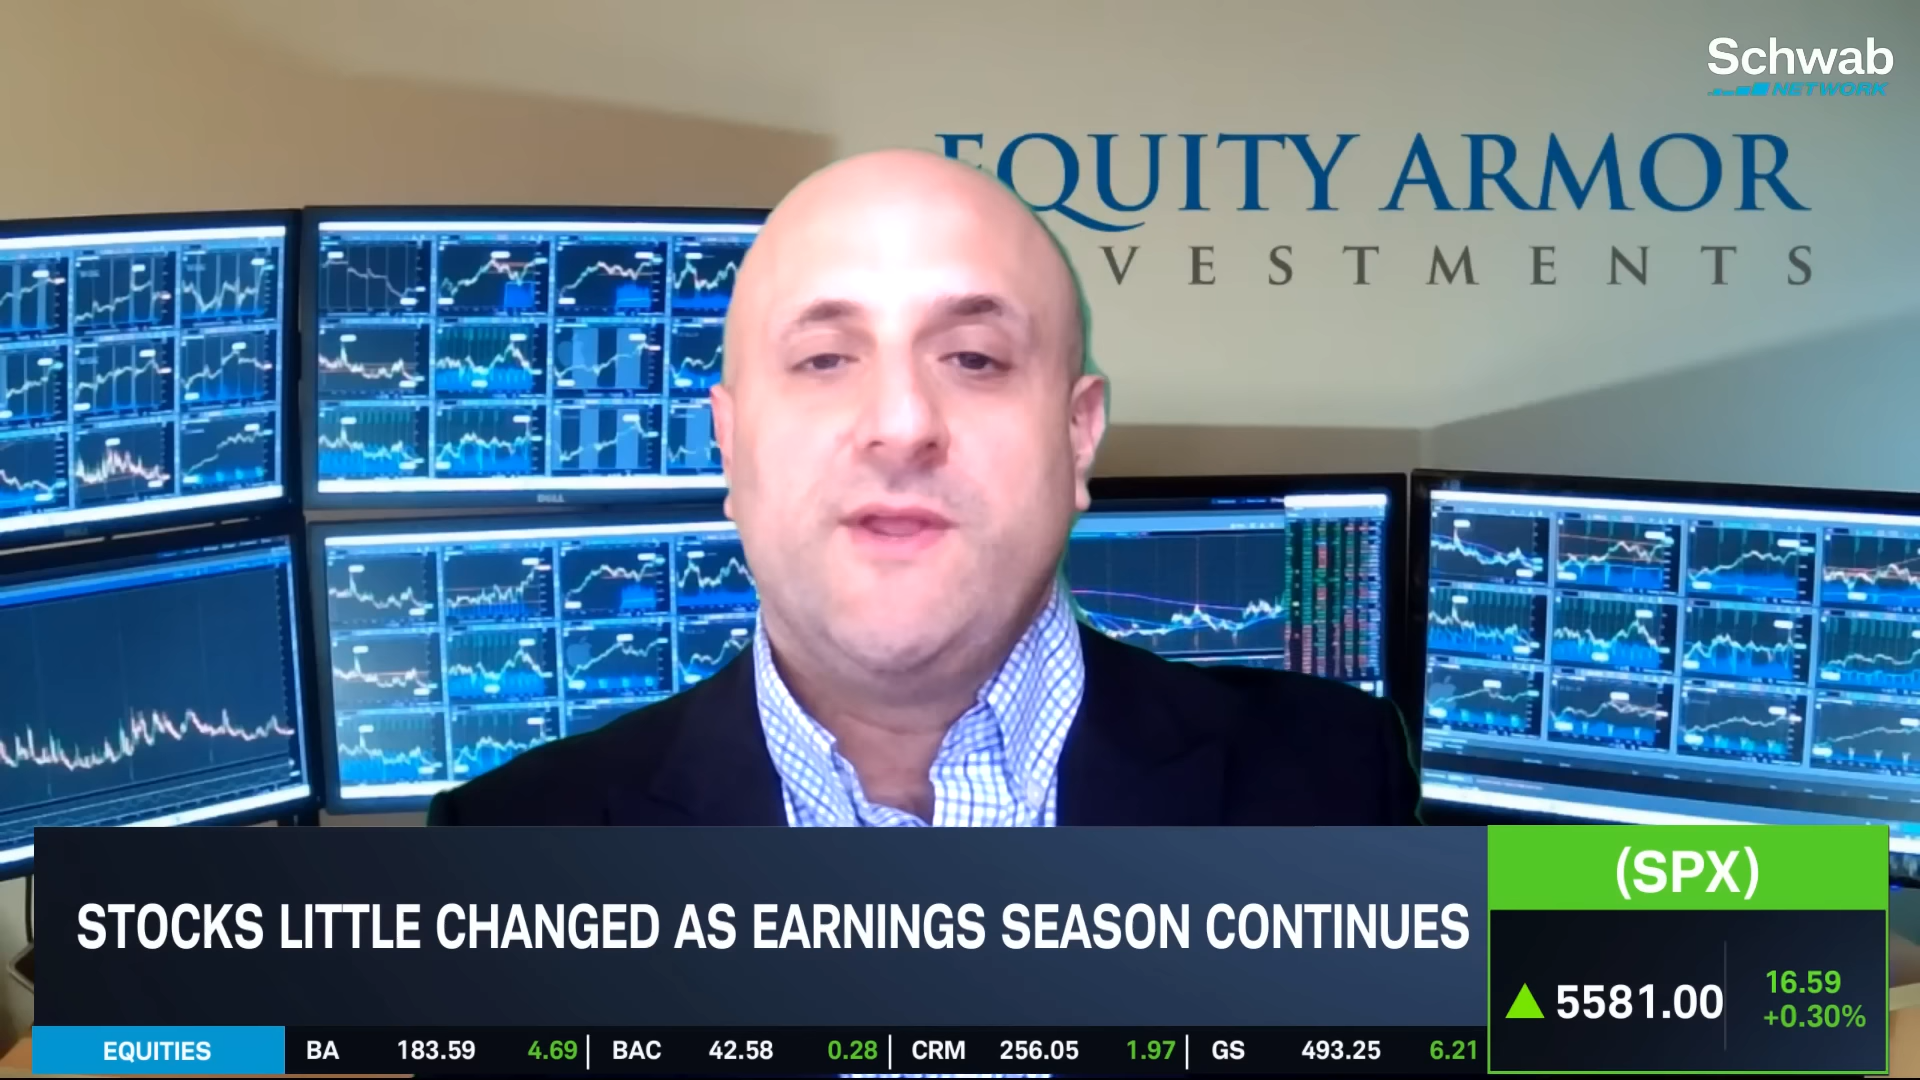 Schwab
NETWORK
EQUITY ARMOR
VESTMENTS
DELL
STOCKS LITTLE CHANGED AS EARNINGS SEASON CONTINUES
(SPX)
5581.00
16.59
+0.30%
EQUITIES BA 183.59 4.69 BAC 42.58 0.28 CRM 256.05 1.97 GS 493.25 6.21